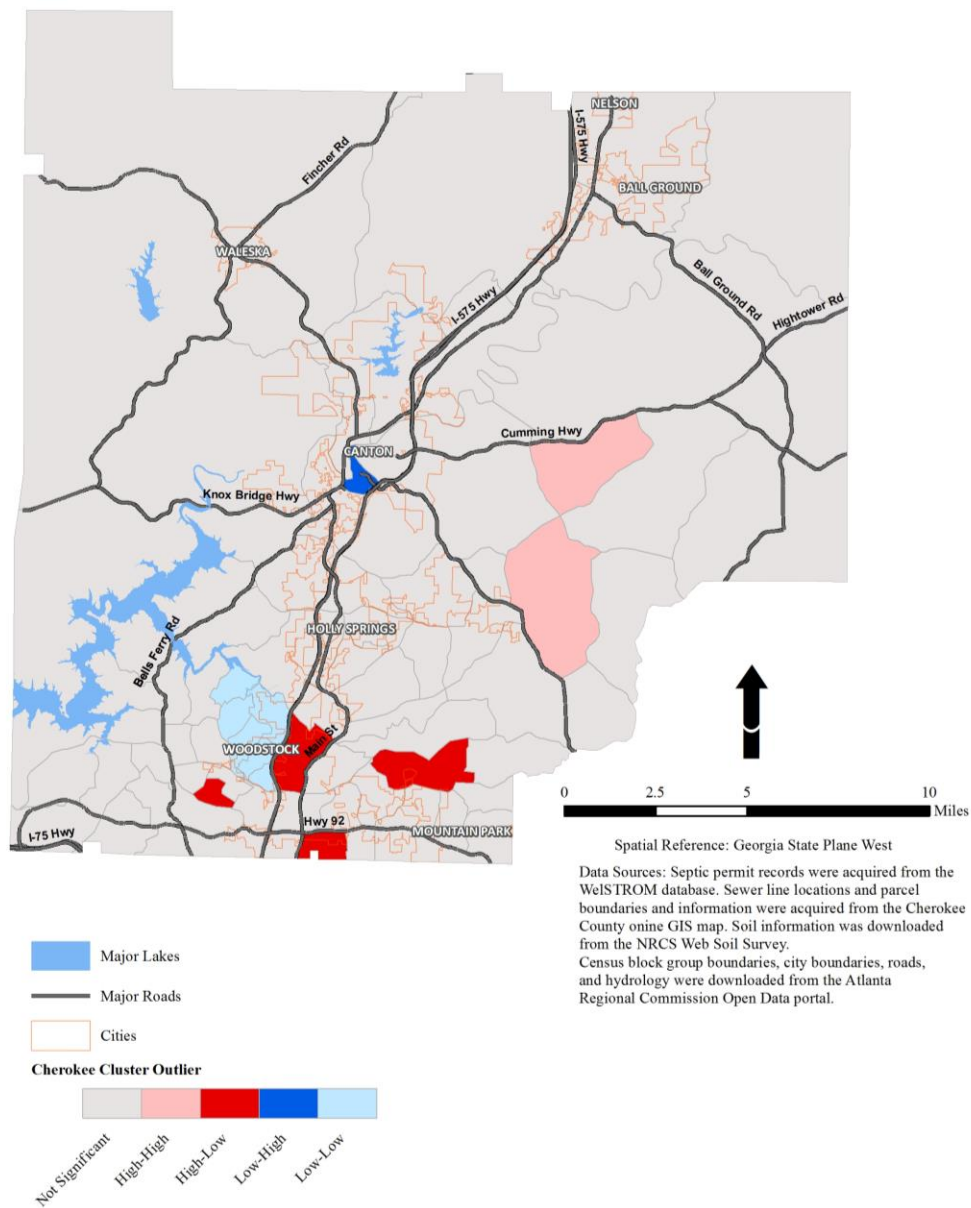 NELSON
I-575 Hwy
Fincher Rd
BALL GROUND
WALESKA
Ball Ground Rd
Hightower Rd
I-575 Hwy
Cumming Hwy
CANTON
Knox Bridge Hwy
HOLLY SPRINGS
Bells Ferry Rd
Main St
WOODSTOCK
Hwy 92
MOUNTAIN PARK
I-75 Hwy
0 2.5 5 10
Miles
Spatial Reference: Georgia State Plane West
Data Sources: Septic permit records were acquired from the
WelSTROM database. Sewer line locations and parcel
boundaries and information were acquired from the Cherokee
County onine GIS map. Soil information was downloaded
from the NRCS Web Soil Survey.
Census block group boundaries, city boundaries, roads,
and hydrology were downloaded from the Atlanta
Regional Commission Open Data portal.
Major Lakes
Major Roads
Cities
Cherokee Cluster Outlier
Not Significant
High-High
High-Low
Low-High
Low-Low